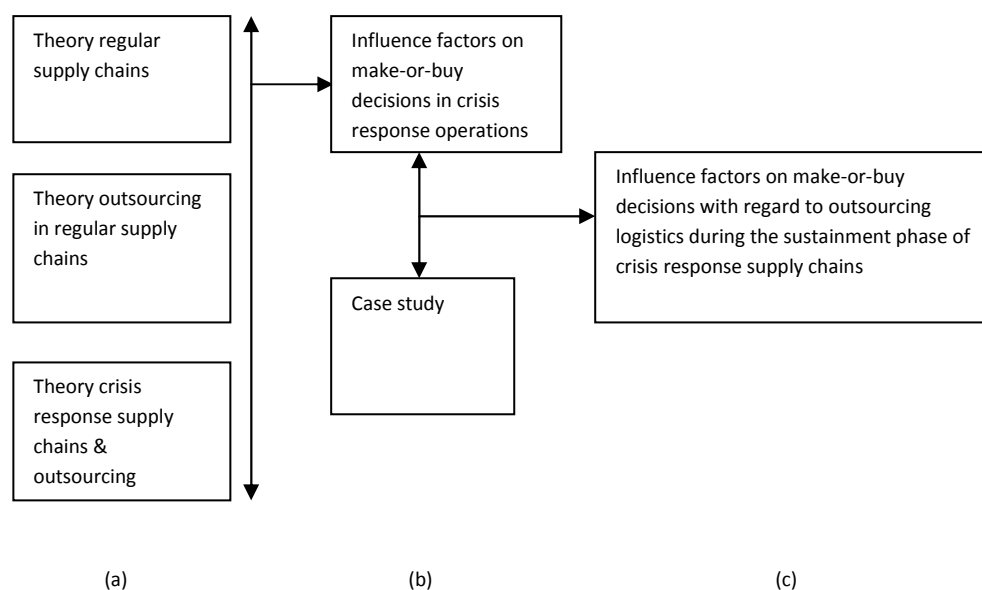 Theory regular
supply chains
Theory outsourcing
in regular supply
chains
Theory crisis
response supply
chains &
outsourcing
Influence factors on
make-or-buy
decisions in crisis
response operations
Case study
Influence factors on make-or-buy
decisions with regard to outsourcing
logistics during the sustainment phase of
crisis response supply chains
(a)
(b)
(c)